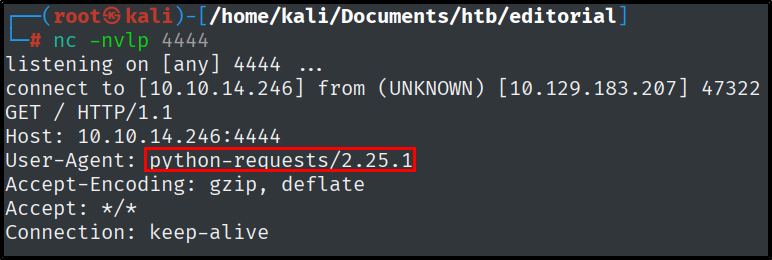 ┌──(root㉿kali)-[/home/kali/Documents/htb/editorial]
└─# nc -nvlp 4444
listening on [any] 4444 ...
connect to [10.10.14.246] from (UNKNOWN) [10.129.183.207] 47322
GET / HTTP/1.1
Host: 10.10.14.246:4444
User-Agent: python-requests/2.25.1
Accept-Encoding: gzip, deflate
Accept: */*
Connection: keep-alive